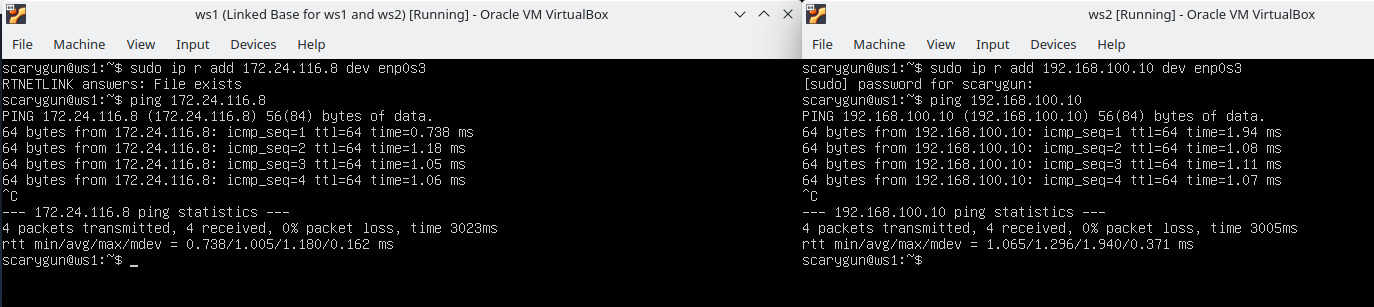 ws1 (Linked Base for ws1 and ws2) [Running] - Oracle VM VirtualBox
File Machine View Input Devices Help
scarygun@ws1:~$ sudo ip r add 172.24.116.8 dev enp0s3
RTNETLINK answers: File exists
scarygun@ws1:~$ ping 172.24.116.8
PING 172.24.116.8 (172.24.116.8) 56(84) bytes of data.
64 bytes from 172.24.116.8: icmp_seq=1 ttl=64 time=0.738 ms
64 bytes from 172.24.116.8: icmp_seq=2 ttl=64 time=1.18 ms
64 bytes from 172.24.116.8: icmp_seq=3 ttl=64 time=1.05 ms
64 bytes from 172.24.116.8: icmp_seq=4 ttl=64 time=1.06 ms
^C
--- 172.24.116.8 ping statistics ---
4 packets transmitted, 4 received, 0% packet loss, time 3023ms
rtt min/avg/max/mdev = 0.738/1.005/1.180/0.162 ms
scarygun@ws1:~$ _
ws2 [Running] - Oracle VM VirtualBox
File Machine View Input Devices Help
scarygun@ws1:~$ sudo ip r add 192.168.100.10 dev enp0s3
[sudo] password for scarygun:
scarygun@ws1:~$ ping 192.168.100.10
PING 192.168.100.10 (192.168.100.10) 56(84) bytes of data.
64 bytes from 192.168.100.10: icmp_seq=1 ttl=64 time=1.94 ms
64 bytes from 192.168.100.10: icmp_seq=2 ttl=64 time=1.08 ms
64 bytes from 192.168.100.10: icmp_seq=3 ttl=64 time=1.11 ms
64 bytes from 192.168.100.10: icmp_seq=4 ttl=64 time=1.07 ms
^C
--- 192.168.100.10 ping statistics ---
4 packets transmitted, 4 received, 0% packet loss, time 3005ms
rtt min/avg/max/mdev = 1.065/1.296/1.940/0.371 ms
scarygun@ws1:~$